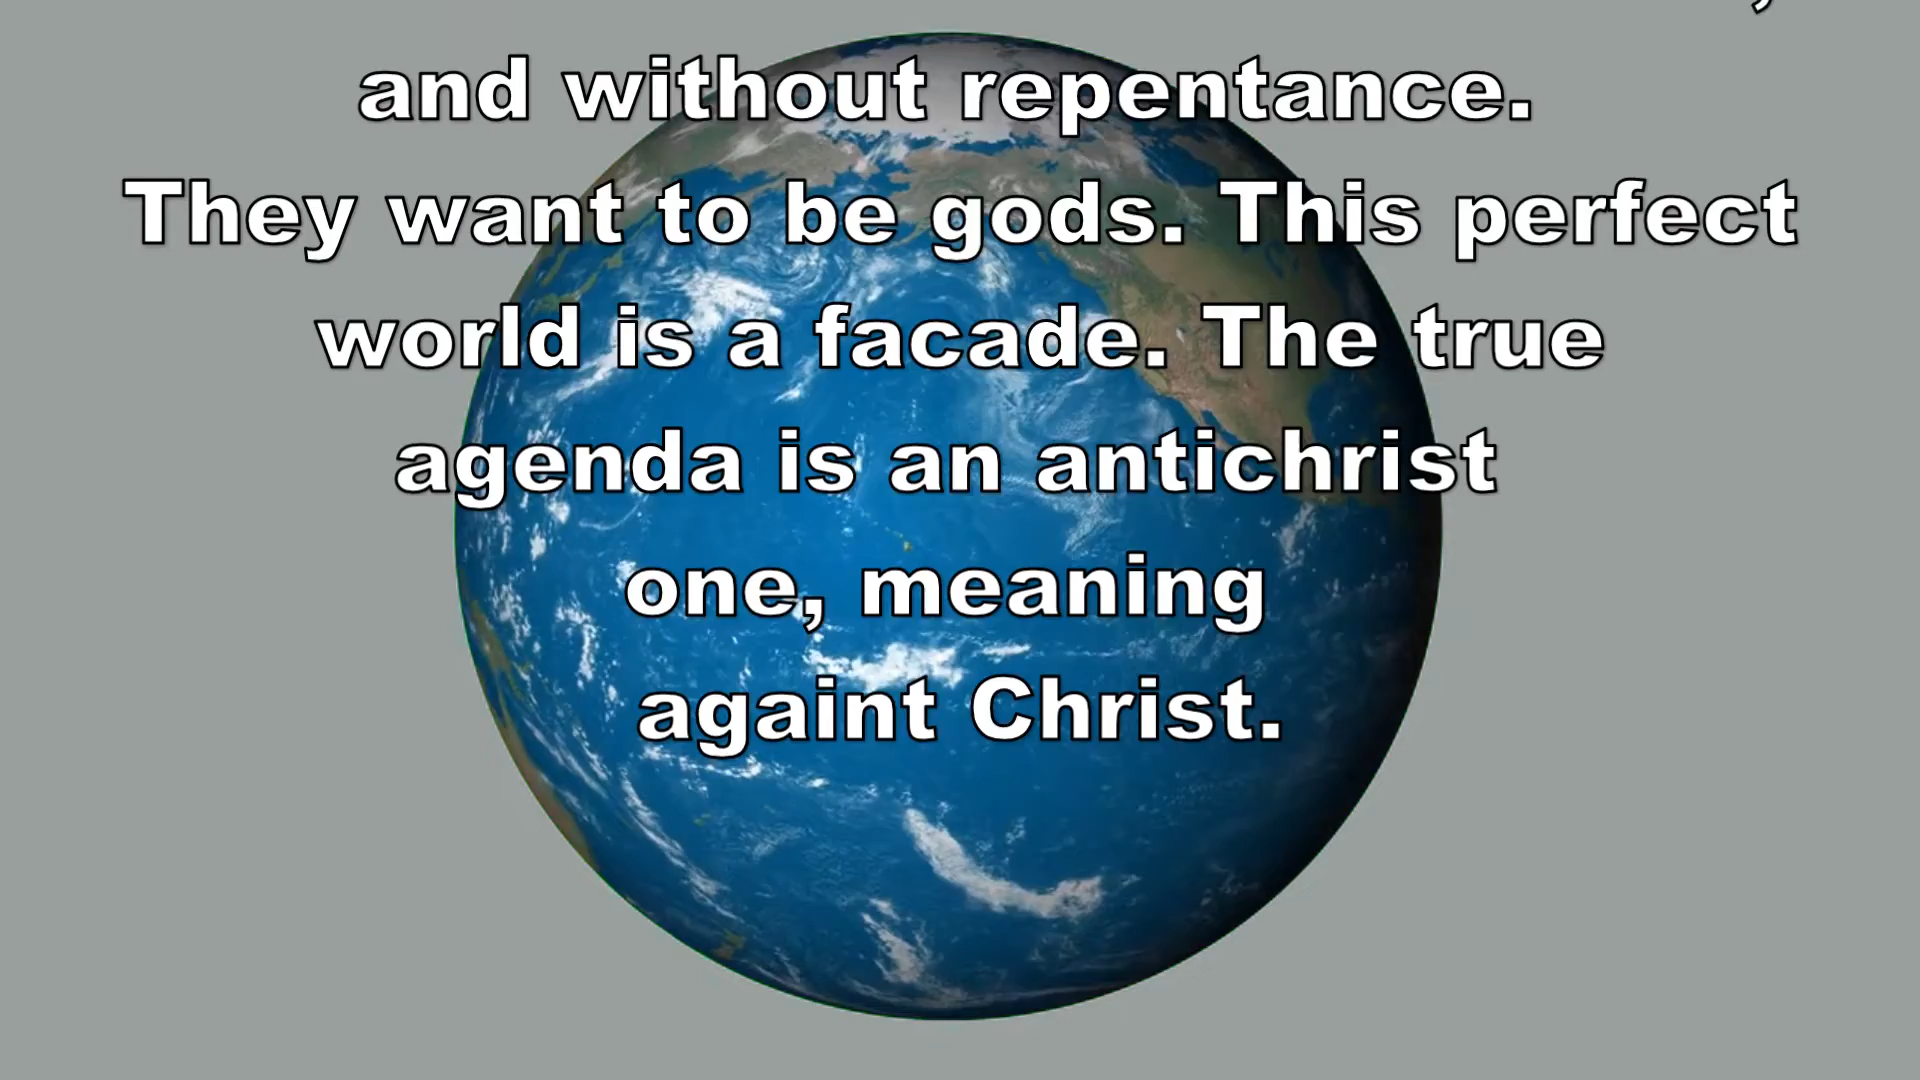 and without repentance.
They want to be gods. This perfect
world is a facade. The true
agenda is an antichrist
one, meaning
againt Christ.